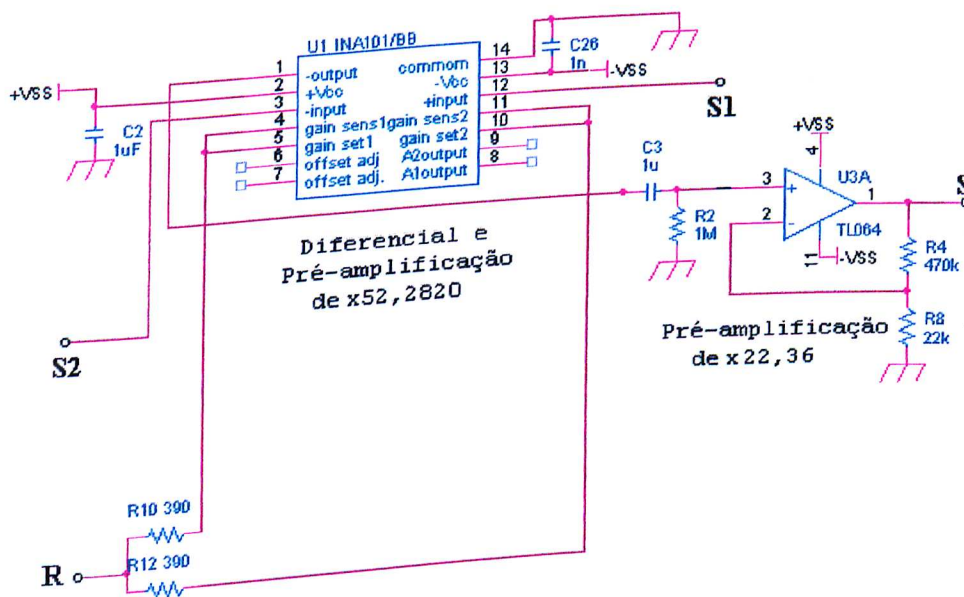 U1 INA101/BB
1
2
3
4
5
6
7
-output
+Vcc
-input
gain sens1
gain set1
offset adj
offset adj.
commom
-Vcc
+input
gain sens2
gain set2
A2output
A1output
14
13
12
11
10
9
8
C26
1n
-VSS
+VSS
C2
1uF
S1
S2
Diferencial e
Pré-amplificação
de x52,2820
C3
1u
R2
1M
+VSS
4
3
+
2
-
1
U3A
TL064
11
-VSS
S
R4
470k
R8
22k
Pré-amplificação
de x22,36
R10 390
R12 390
R